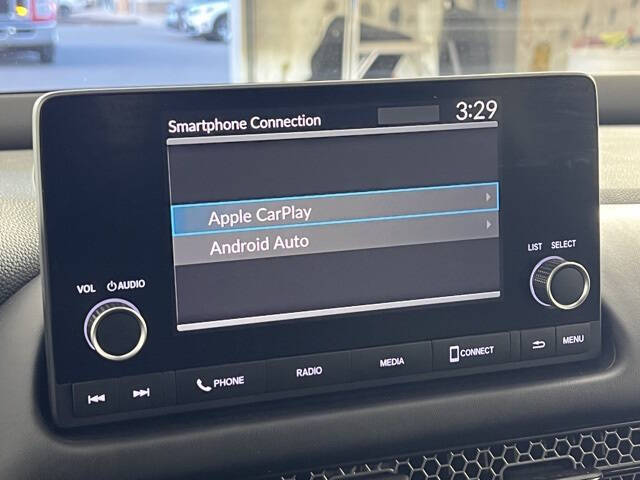 Smartphone Connection 3:29
Apple CarPlay
Android Auto
VOL AUDIO
LIST SELECT
PHONE RADIO MEDIA CONNECT MENU